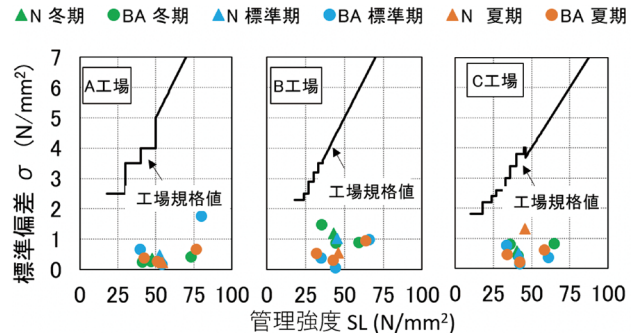 ▲N 冬期 ●BA 冬期 ▲N 標準期 ●BA 標準期 ▲N 夏期 ●BA 夏期
標準偏差 σ (N/mm²)
7
6
5
4
3
2
1
0
A工場
工場規格値
0 25 50 75 100
B工場
工場規格値
0 25 50 75 100
C工場
工場規格値
0 25 50 75 100
管理強度 SL (N/mm²)